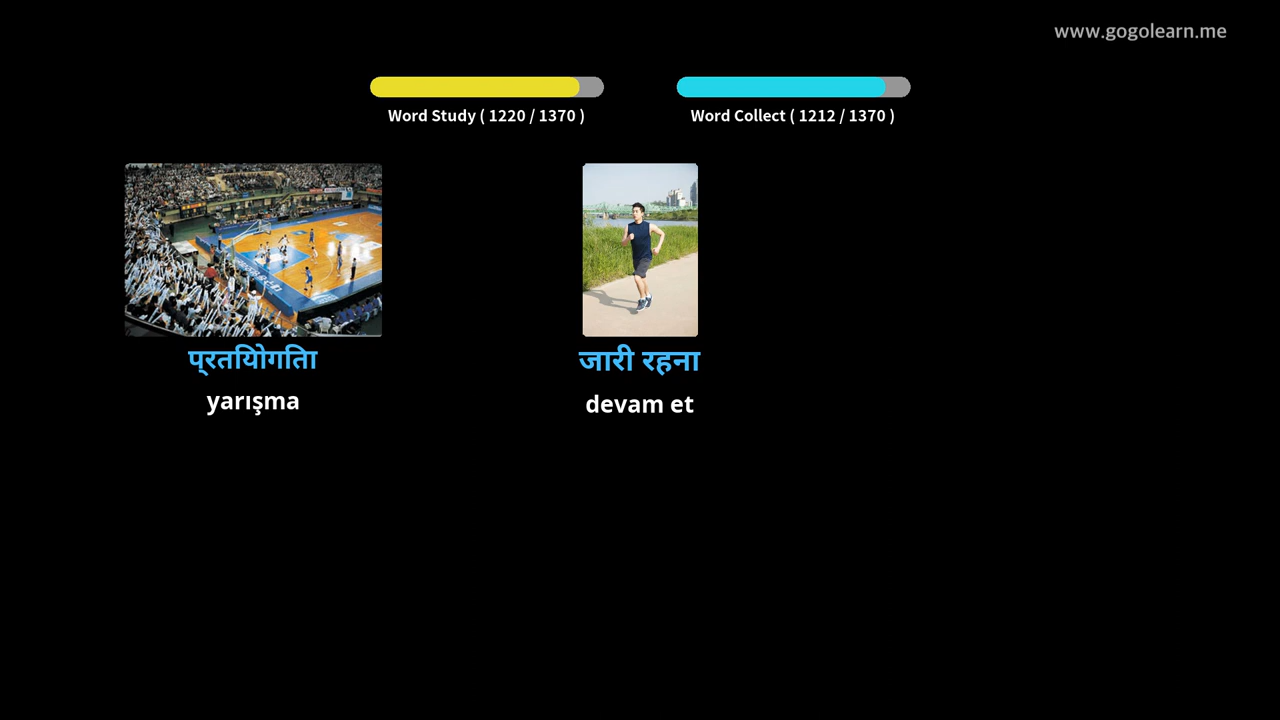 www.gogolearn.me
Word Study ( 1220 / 1370 )
Word Collect ( 1212 / 1370 )
प्रतियोगिता
yarışma
जारी रहना
devam et